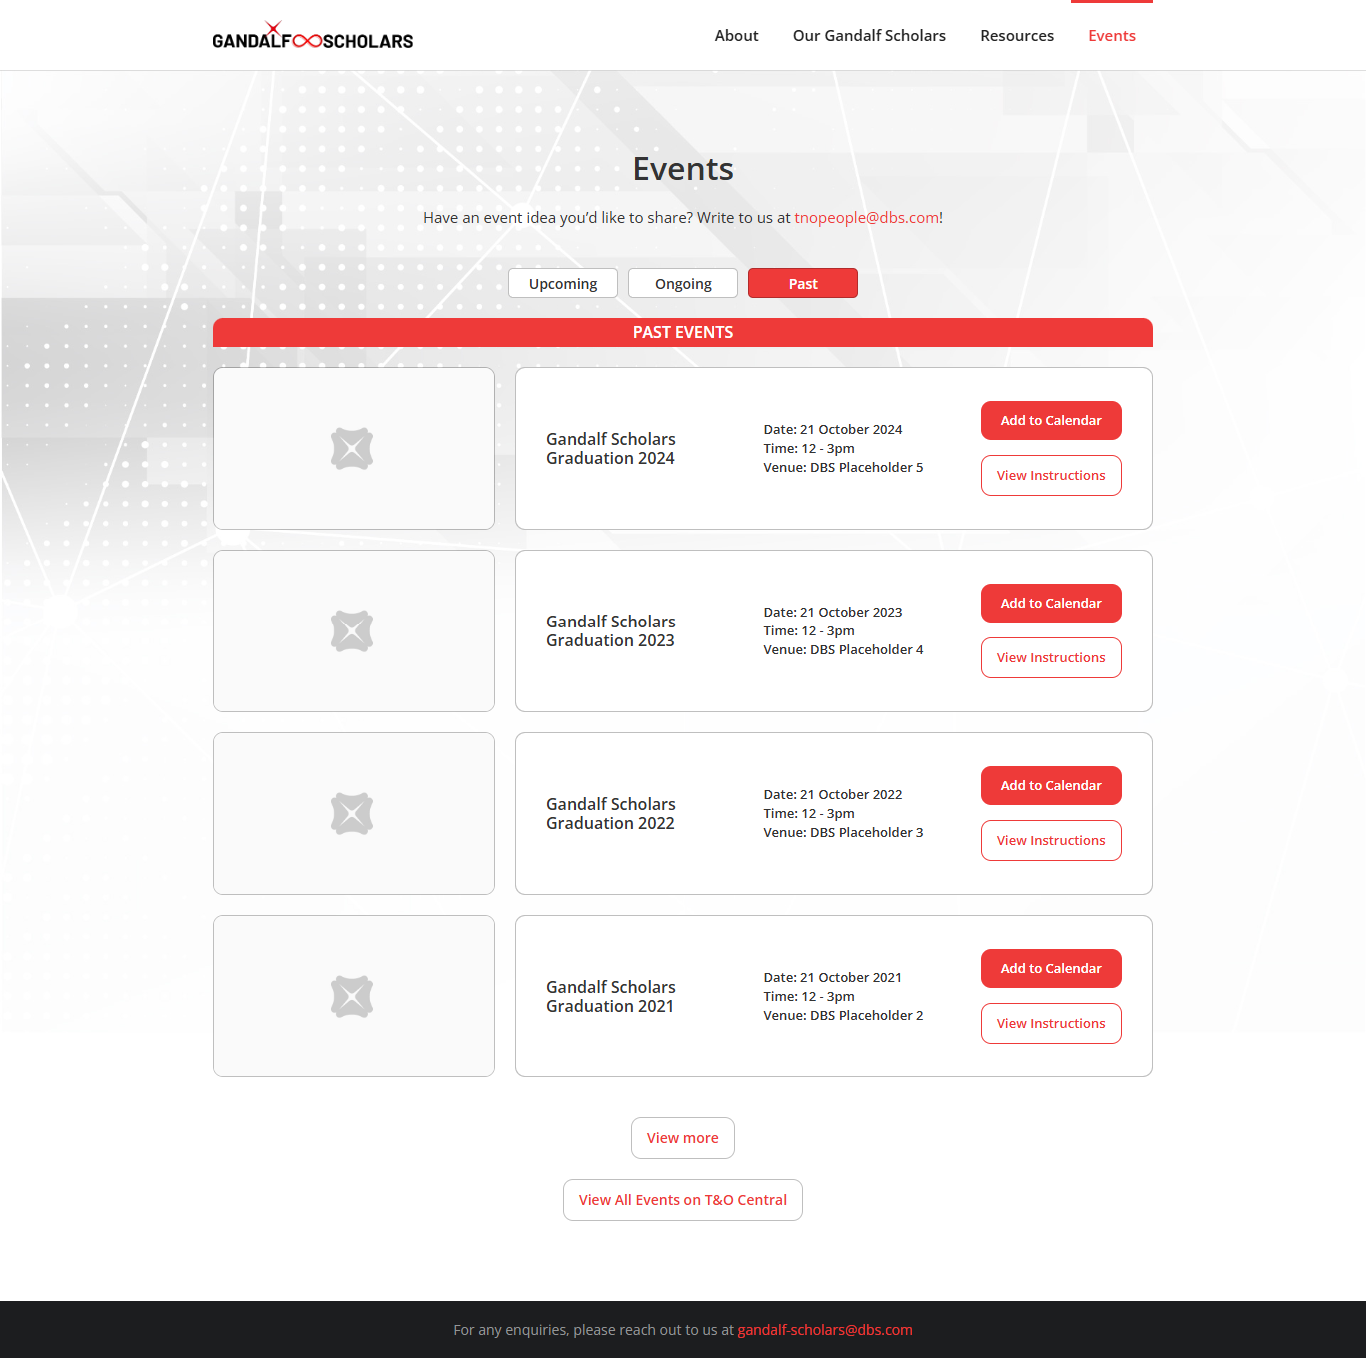 GANDALF SCHOLARS
About Our Gandalf Scholars Resources Events
Events
Have an event idea you’d like to share? Write to us at tnopeople@dbs.com!
Upcoming Ongoing Past
PAST EVENTS
Gandalf Scholars
Graduation 2024
Date: 21 October 2024
Time: 12 - 3pm
Venue: DBS Placeholder 5
Add to Calendar
View Instructions
Gandalf Scholars
Graduation 2023
Date: 21 October 2023
Time: 12 - 3pm
Venue: DBS Placeholder 4
Add to Calendar
View Instructions
Gandalf Scholars
Graduation 2022
Date: 21 October 2022
Time: 12 - 3pm
Venue: DBS Placeholder 3
Add to Calendar
View Instructions
Gandalf Scholars
Graduation 2021
Date: 21 October 2021
Time: 12 - 3pm
Venue: DBS Placeholder 2
Add to Calendar
View Instructions
View more
View All Events on T&O Central
For any enquiries, please reach out to us at gandalf-scholars@dbs.com